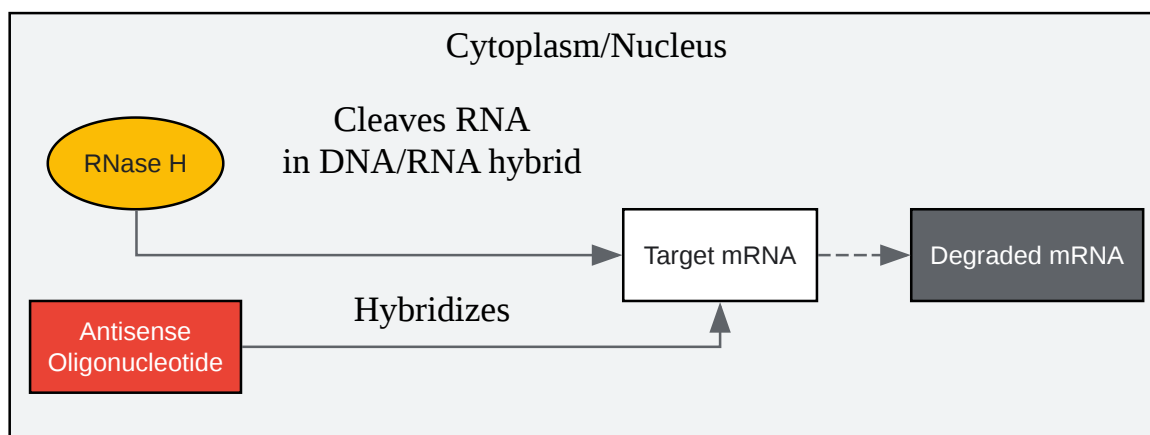 Cytoplasm/Nucleus
Cleaves RNA
in DNA/RNA hybrid
RNase H
Target mRNA
Degraded mRNA
Hybridizes
Antisense
Oligonucleotide